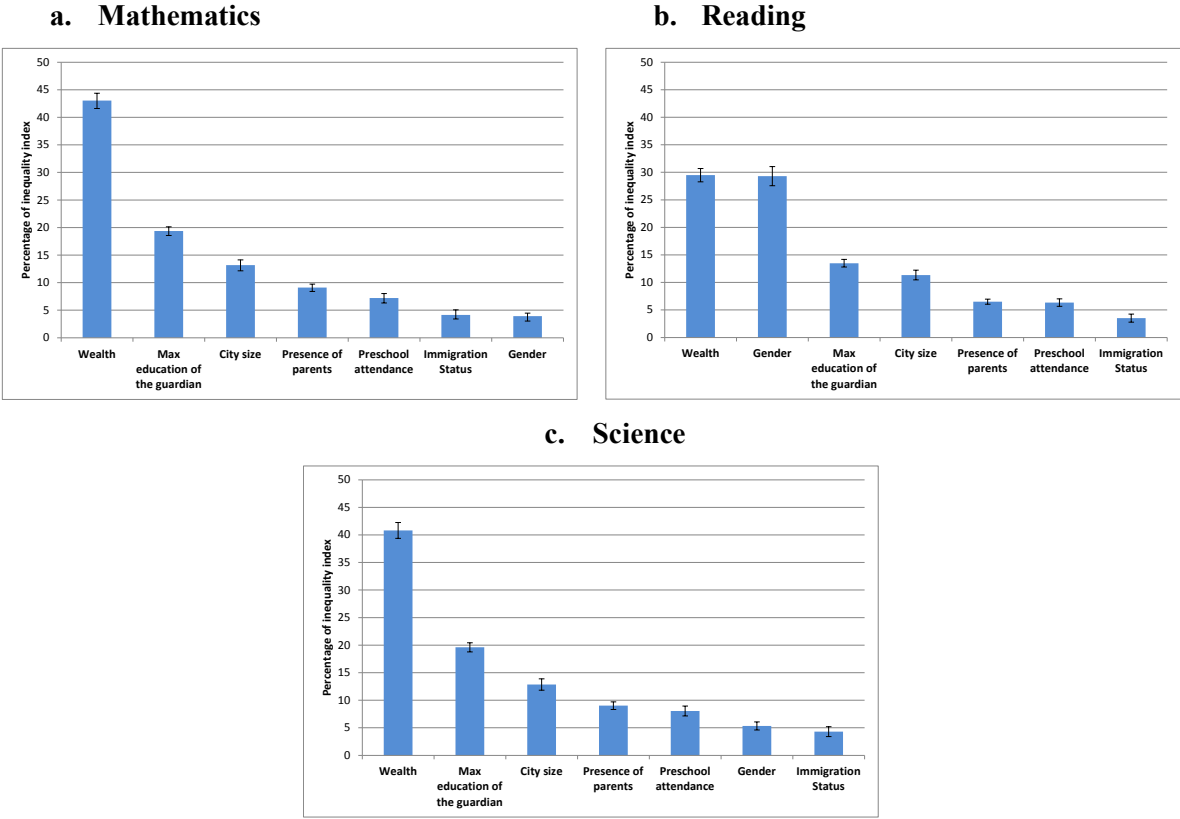 a. Mathematics
Percentage of inequality index
50
45
40
35
30
25
20
15
10
5
0
Wealth
Max
education of
the guardian
City size
Presence of
parents
Preschool
attendance
Immigration
Status
Gender
b. Reading
Percentage of inequality index
50
45
40
35
30
25
20
15
10
5
0
Wealth
Gender
Max
education of
the guardian
City size
Presence of
parents
Preschool
attendance
Immigration
Status
c. Science
Percentage of inequality index
50
45
40
35
30
25
20
15
10
5
0
Wealth
Max
education of
the guardian
City size
Presence of
parents
Preschool
attendance
Gender
Immigration
Status